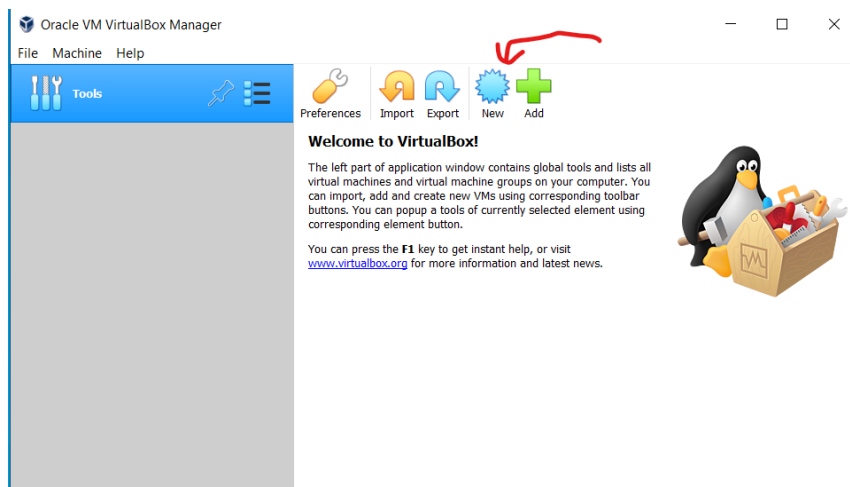 Oracle VM VirtualBox Manager
File Machine Help
Tools
Preferences Import Export New Add
Welcome to VirtualBox!
The left part of application window contains global tools and lists all
virtual machines and virtual machine groups on your computer. You
can import, add and create new VMs using corresponding toolbar
buttons. You can popup a tools of currently selected element using
corresponding element button.
You can press the F1 key to get instant help, or visit
www.virtualbox.org for more information and latest news.